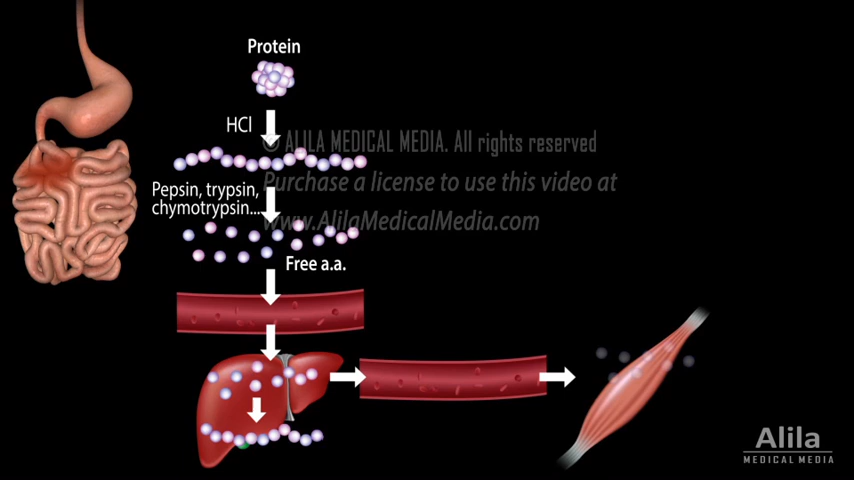 Protein
HCl
© ALILA MEDICAL MEDIA. All rights reserved
Purchase a license to use this video at
Pepsin, trypsin,
chymotrypsin...
www.AlilaMedicalMedia.com
Free a.a.
Alila
MEDICAL MEDIA